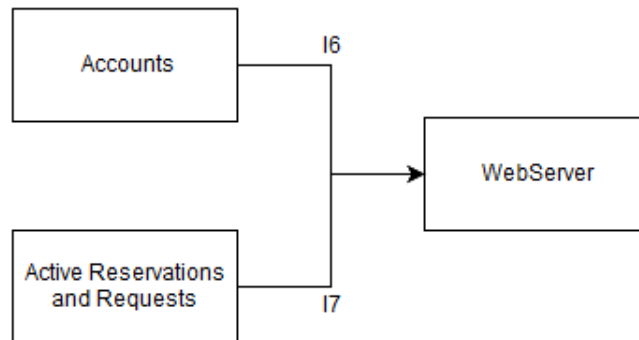 I6
Accounts
WebServer
Active Reservations
and Requests
I7